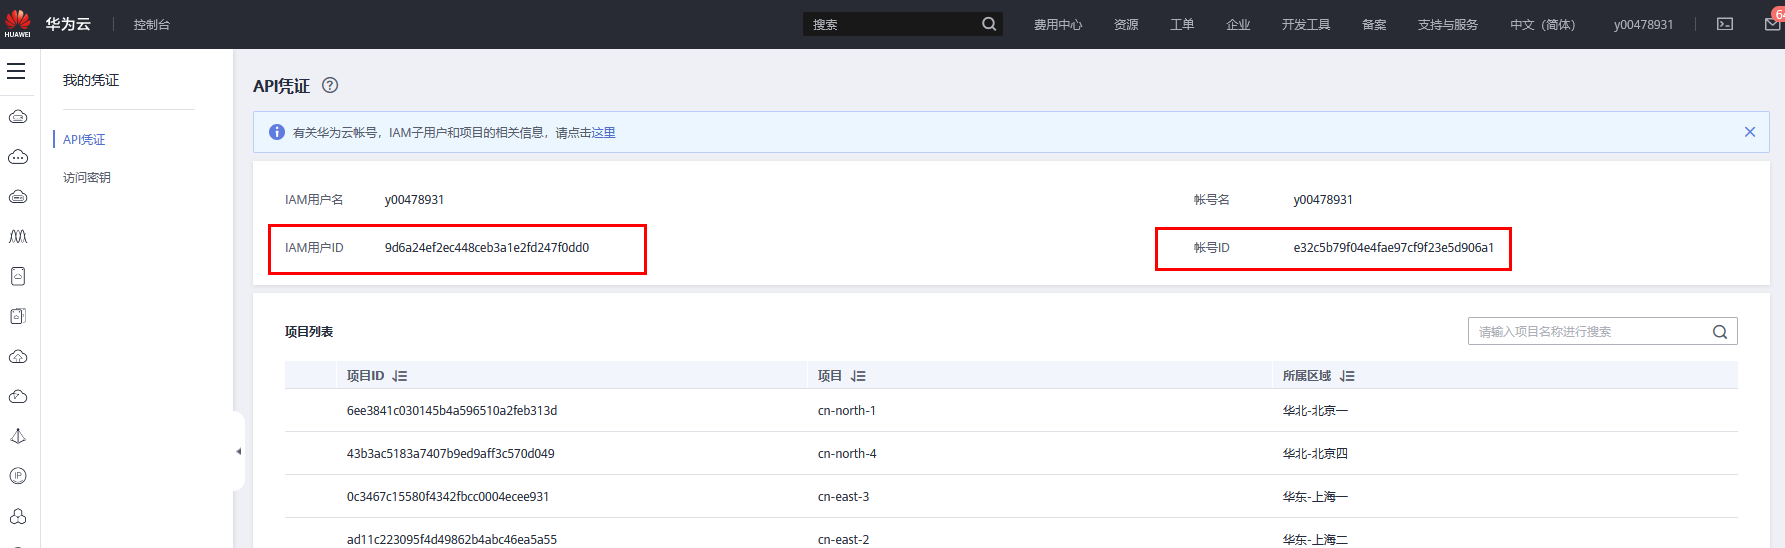 HUAWEI 华为云 控制台 搜索 费用中心 资源 工单 企业 开发工具 备案 支持与服务 中文（简体） y00478931
我的凭证
API凭证
访问密钥
API凭证
有关华为云帐号，IAM子用户和项目的相关信息，请点击这里
IAM用户名 y00478931 帐号名 y00478931
IAM用户ID 9d6a24ef2ec448ceb3a1e2fd247f0dd0 帐号ID e32c5b79f04e4fae97cf9f23e5d906a1
项目列表 请输入项目名称进行搜索
项目ID 项目 所属区域
6ee3841c030145b4a596510a2feb313d cn-north-1 华北-北京一
43b3ac5183a7407b9ed9aff3c570d049 cn-north-4 华北-北京四
0c3467c15580f4342fbcc0004ecee931 cn-east-3 华东-上海一
ad11c223095f4d49862b4abc46ea5a55 cn-east-2 华东-上海二